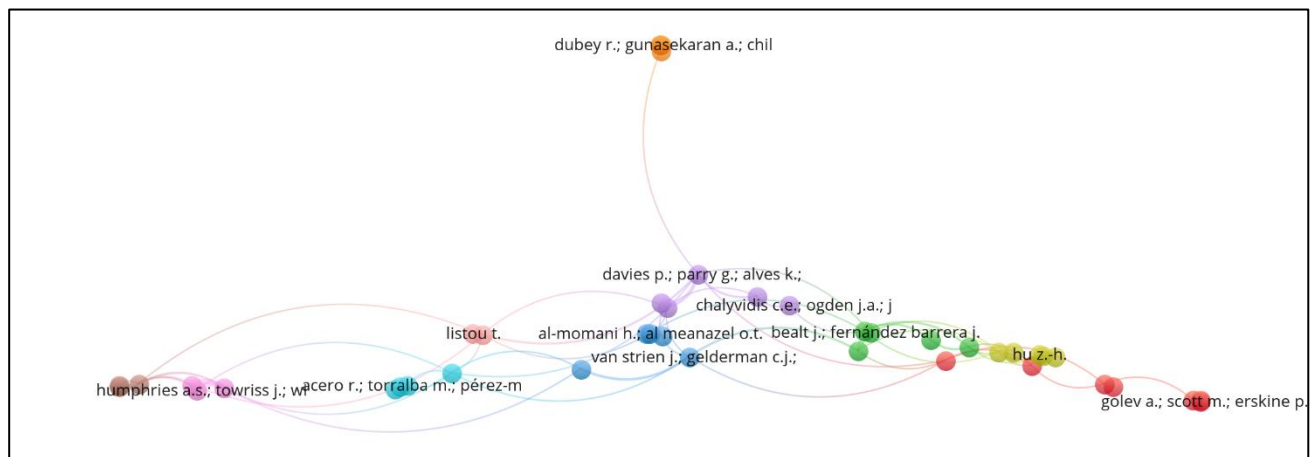 dubey r.; gunasekaran a.; chil
davies p.; parry g.; alves k.;
chalyvidis c.e.; ogden j.a.; j
listou t.
al-momani h.; al meanazel o.t.
bealt j.; fernández barrera j.
van strien j.; gelderman c.j.;
hu z.-h.
humphries a.s.; towriss j.; wi
acero r.; torralba m.; pérez-m
golev a.; scott m.; erskine p.